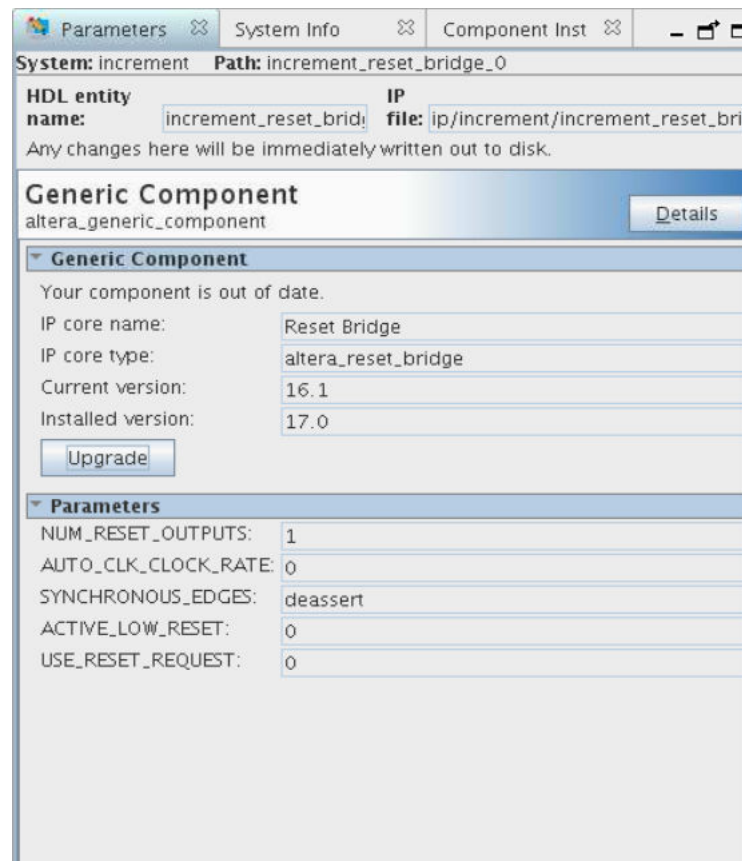 Parameters System Info Component Inst
System: increment Path: increment_reset_bridge_0
HDL entity name: increment_reset_brid IP file: ip/increment/increment_reset_bri
Any changes here will be immediately written out to disk.
Generic Component
altera_generic_component
Details
Generic Component
Your component is out of date.
IP core name: Reset Bridge
IP core type: altera_reset_bridge
Current version: 16.1
Installed version: 17.0
Upgrade
Parameters
NUM_RESET_OUTPUTS: 1
AUTO_CLK_CLOCK_RATE: 0
SYNCHRONOUS_EDGES: deassert
ACTIVE_LOW_RESET: 0
USE_RESET_REQUEST: 0